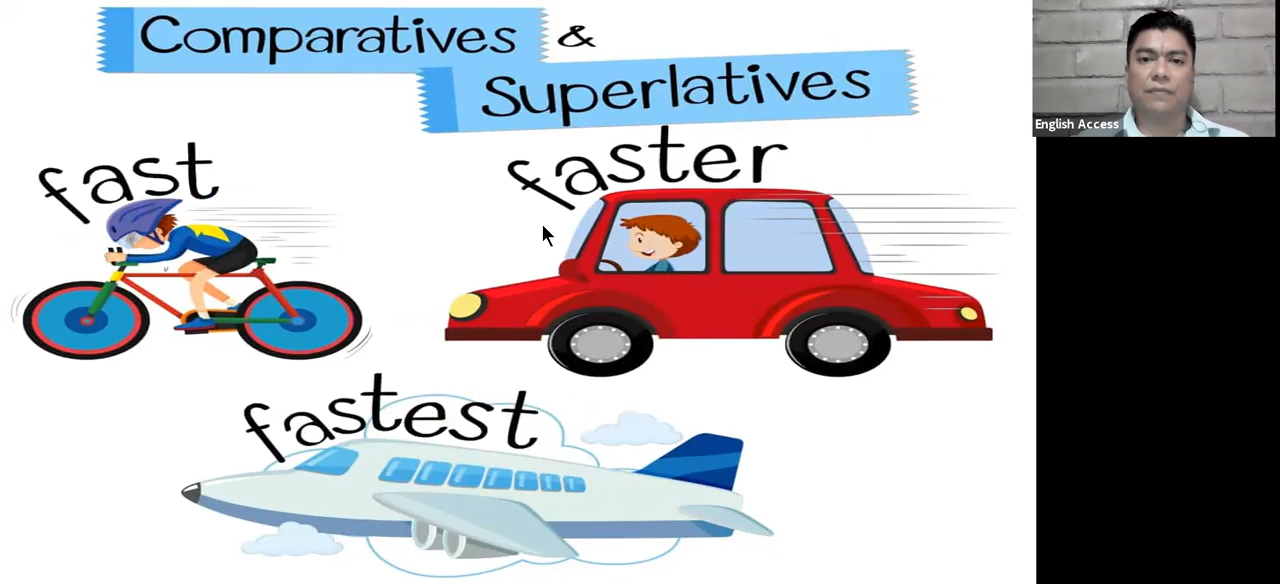 Comparatives &
Superlatives
English Access
fast
faster
fastest